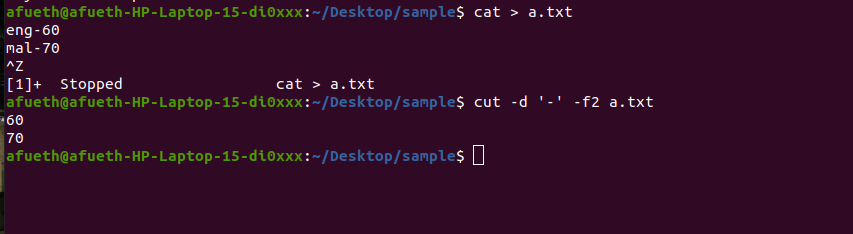 afueth@afueth-HP-Laptop-15-di0xxx:~/Desktop/sample$ cat > a.txt
eng-60
mal-70
^Z
[1]+  Stopped                 cat > a.txt
afueth@afueth-HP-Laptop-15-di0xxx:~/Desktop/sample$ cut -d '-' -f2 a.txt
60
70
afueth@afueth-HP-Laptop-15-di0xxx:~/Desktop/sample$